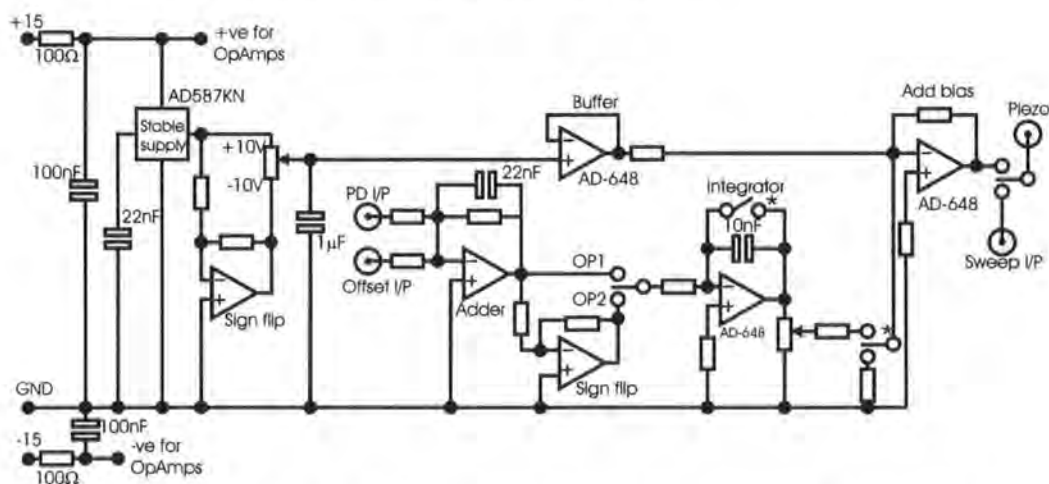 +15
100Ω
+ve for
OpAmps
AD587KN
Stable
supply
+10V
-10V
100nF
22nF
1μF
Sign flip
PD I/P
Offset I/P
22nF
Adder
Buffer
AD-648
OP1
OP2
Sign flip
Integrator
*
10nF
AD-648
*
Add bias
AD-648
Piezo
Sweep I/P
GND
100nF
-15
100Ω
-ve for
OpAmps